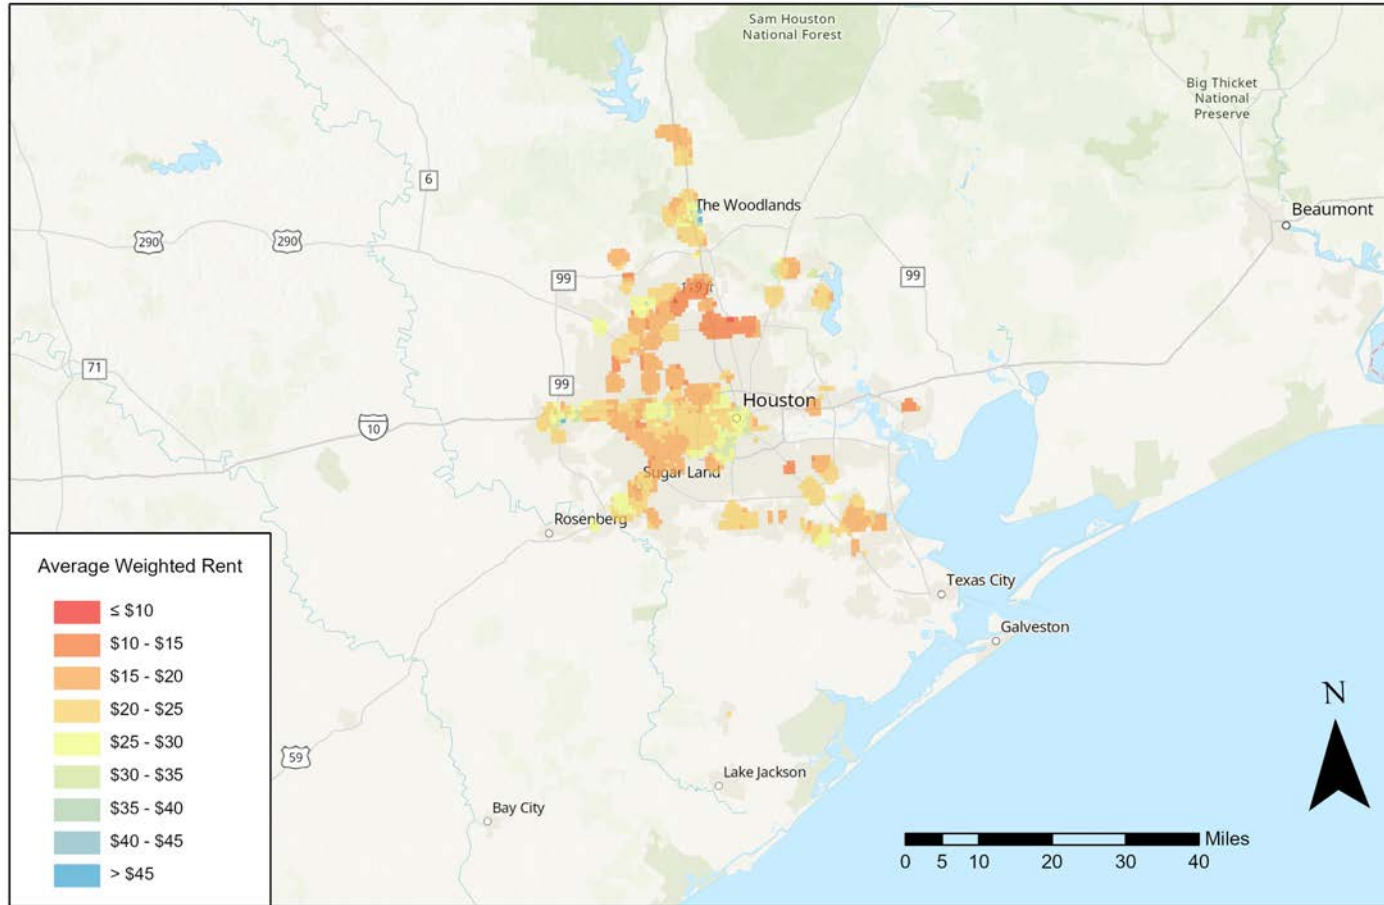 Sam Houston
National Forest
Big Thicket
National
Preserve
6
The Woodlands
Beaumont
290
290
99
99
71
99
Houston
10
Sugar Land
Rosenberg
Average Weighted Rent
≤ $10
$10 - $15
$15 - $20
$20 - $25
$25 - $30
$30 - $35
$35 - $40
$40 - $45
> $45
Texas City
Galveston
N
59
Lake Jackson
Bay City
Miles
0 5 10 20 30 40